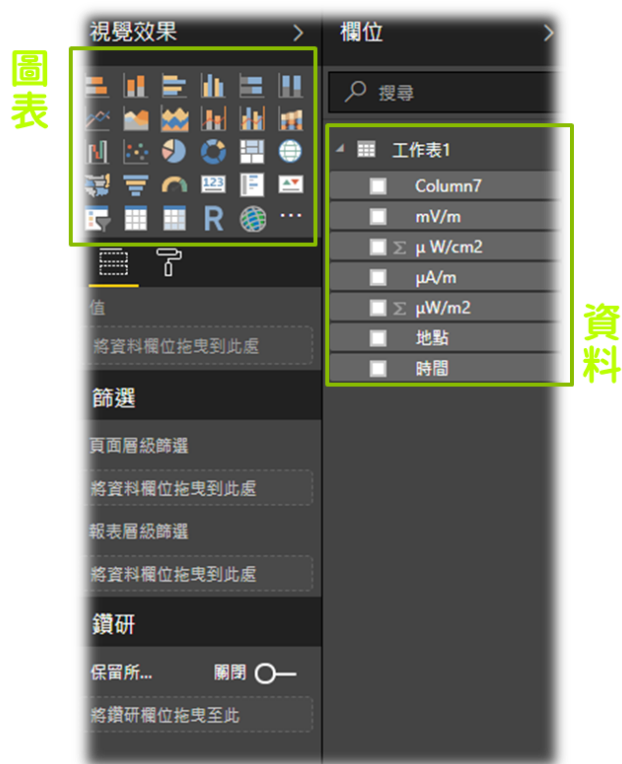 視覺效果
圖表
123
R
...
值
將資料欄位拖曳到此處
篩選
頁面層級篩選
將資料欄位拖曳到此處
報表層級篩選
將資料欄位拖曳到此處
鑽研
保留所... 關閉
將鑽研欄位拖曳至此
欄位
搜尋
工作表1
Column7
mV/m
Σ μ W/cm2
μA/m
Σ μW/m2
地點
時間
資料